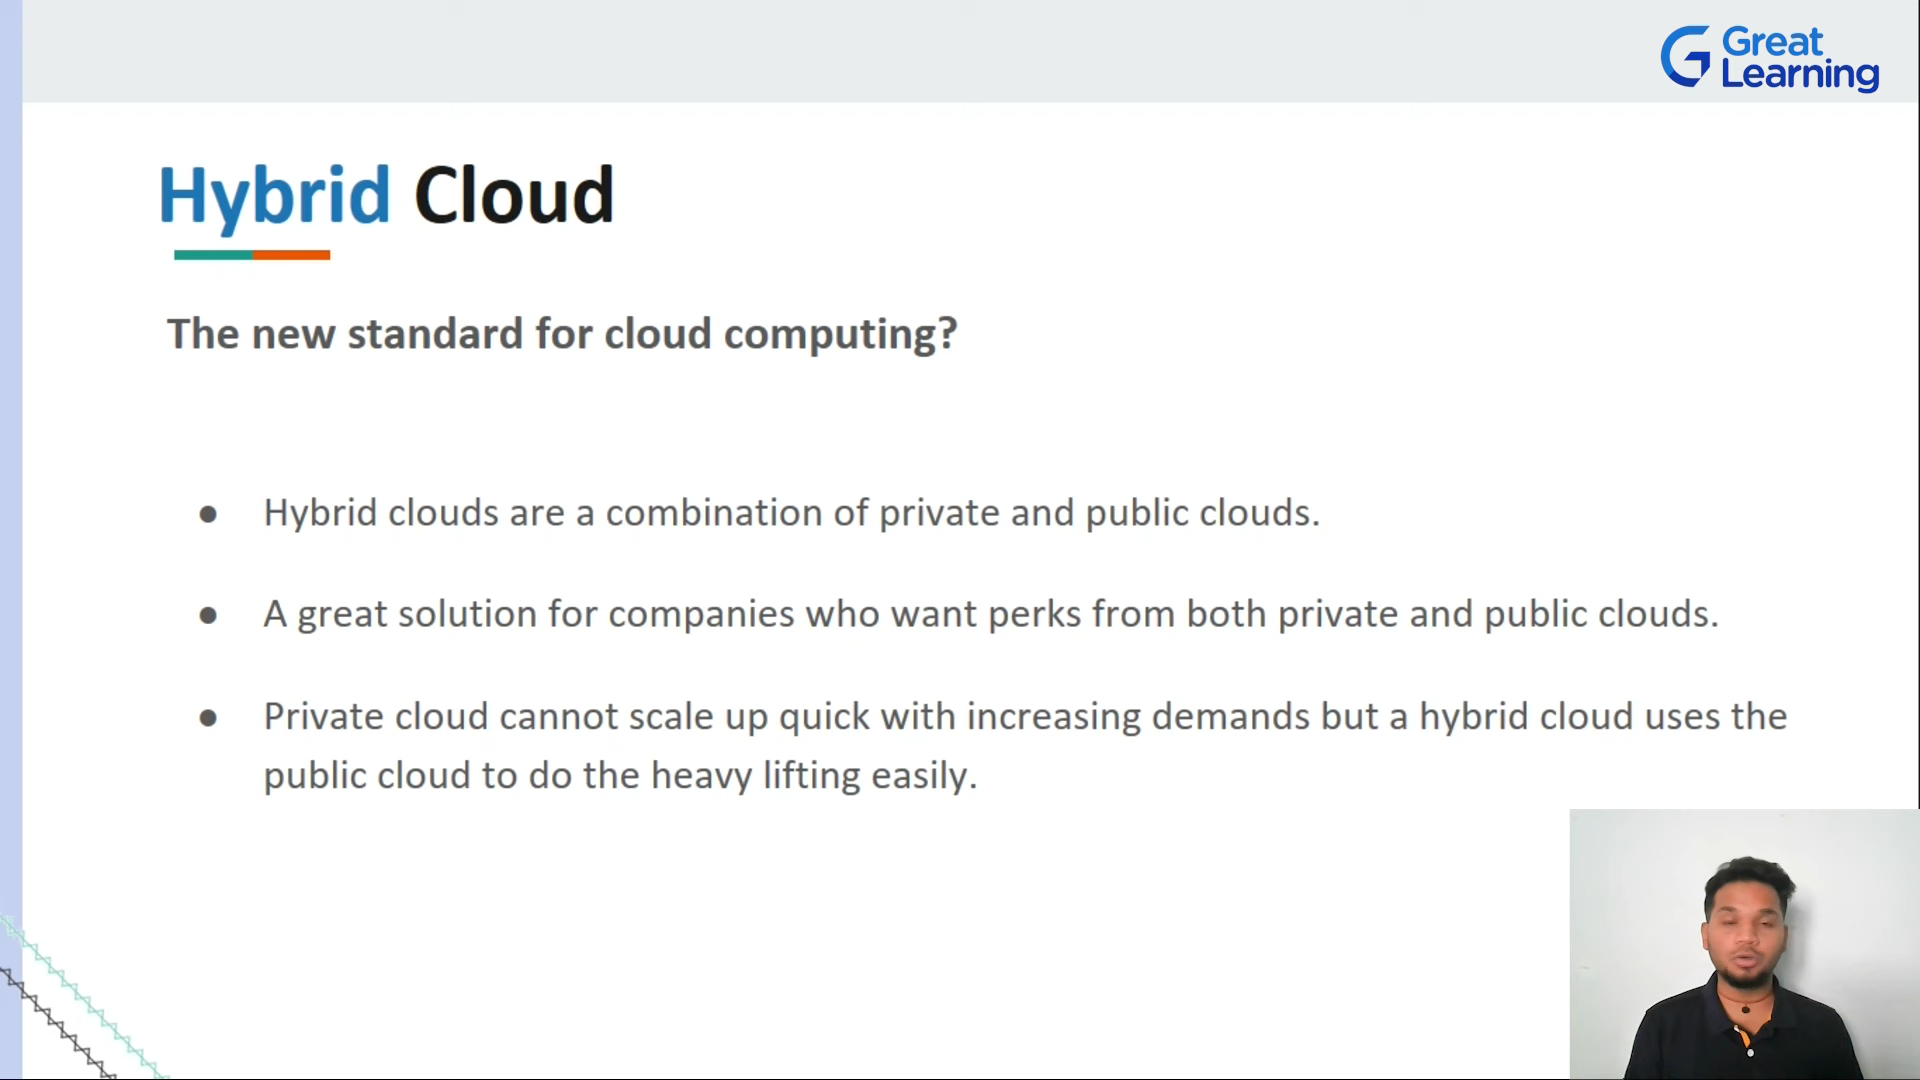 Great
Learning
Hybrid Cloud
The new standard for cloud computing?
● Hybrid clouds are a combination of private and public clouds.
● A great solution for companies who want perks from both private and public clouds.
● Private cloud cannot scale up quick with increasing demands but a hybrid cloud uses the
public cloud to do the heavy lifting easily.